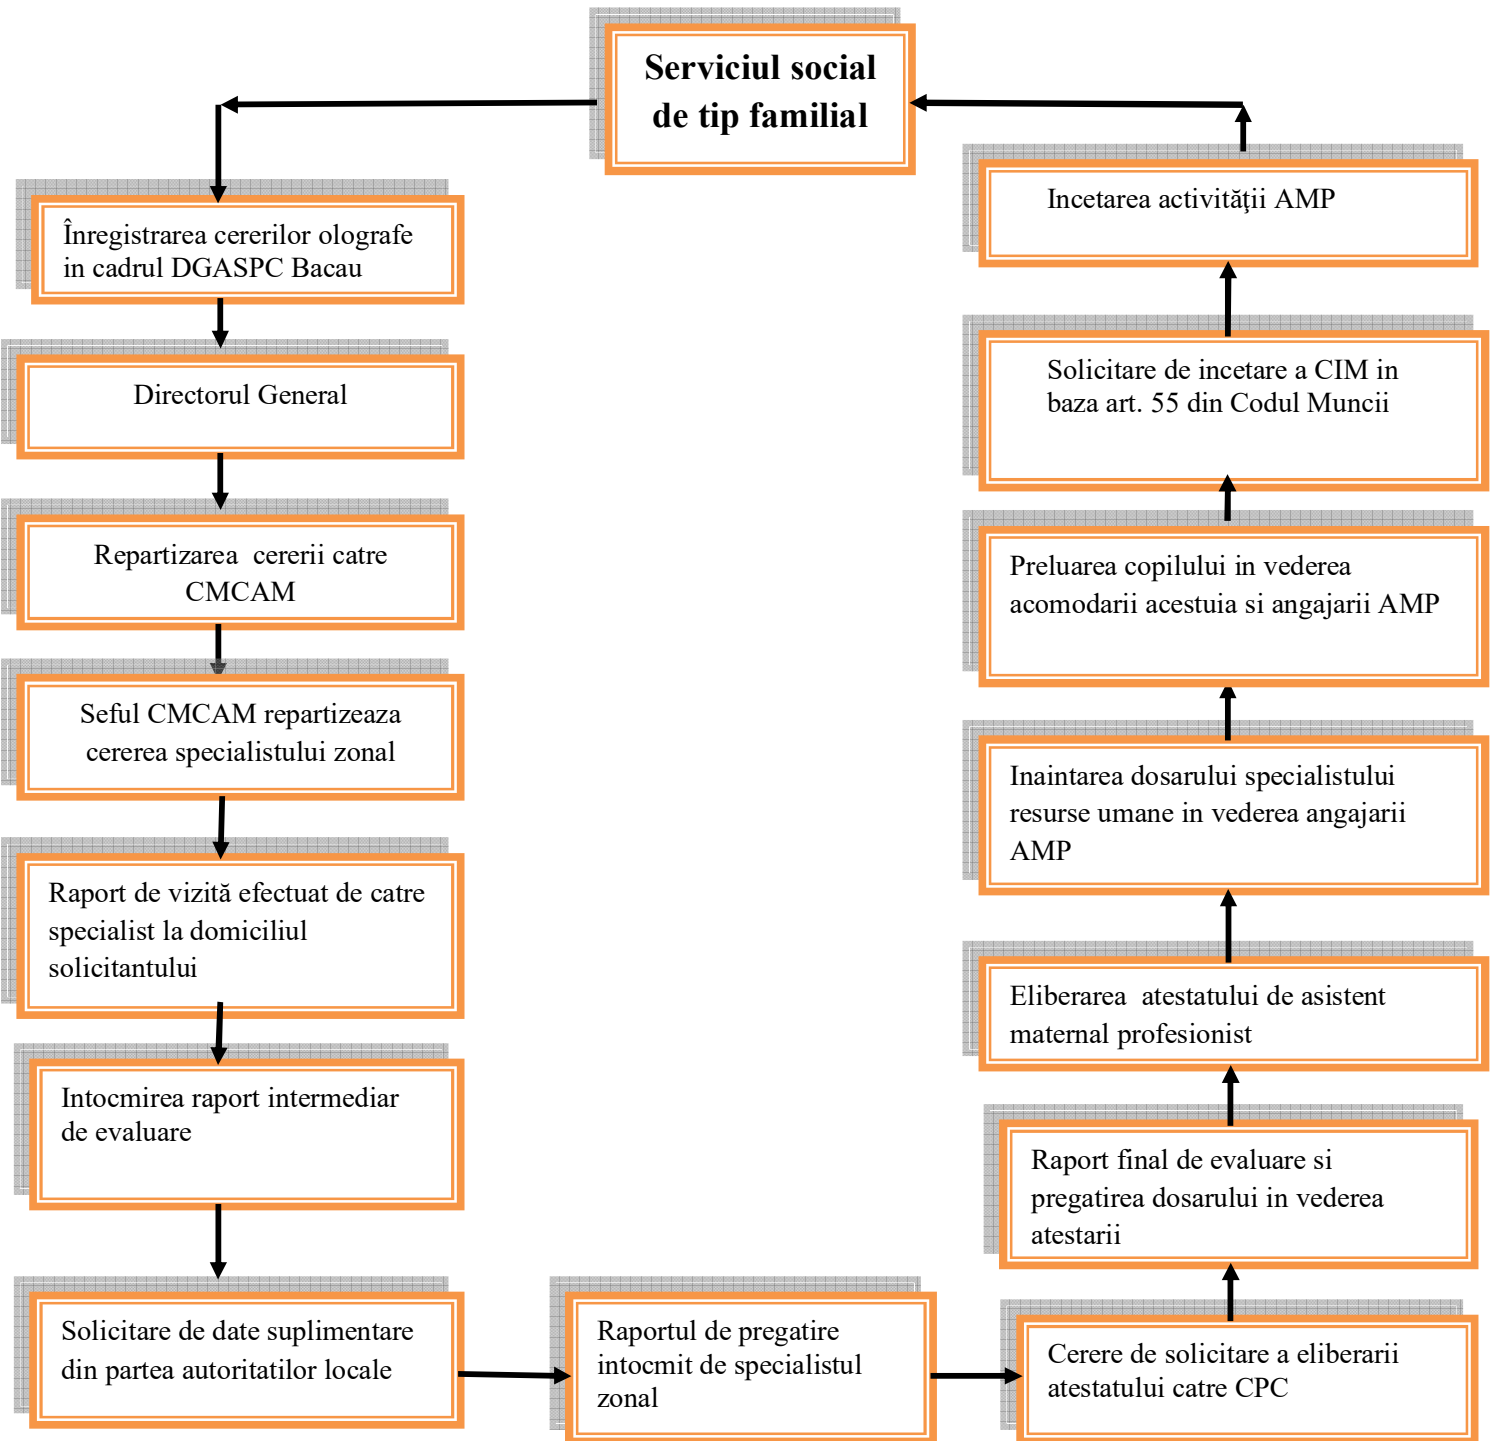 Serviciul social
de tip familial
Înregistrarea cererilor olografe
in cadrul DGASPC Bacau
Directorul General
Repartizarea  cererii catre
CMCAM
Seful CMCAM repartizeaza
cererea specialistului zonal
Raport de vizită efectuat de catre
specialist la domiciliul
solicitantului
Intocmirea raport intermediar
de evaluare
Solicitare de date suplimentare
din partea autoritatilor locale
Raportul de pregatire
intocmit de specialistul
zonal
Cerere de solicitare a eliberarii
atestatului catre CPC
Raport final de evaluare si
pregatirea dosarului in vederea
atestarii
Eliberarea  atestatului de asistent
maternal profesionist
Inaintarea dosarului specialistului
resurse umane in vederea angajarii
AMP
Preluarea copilului in vederea
acomodarii acestuia si angajarii AMP
Solicitare de incetare a CIM in
baza art. 55 din Codul Muncii
Incetarea activităţii AMP